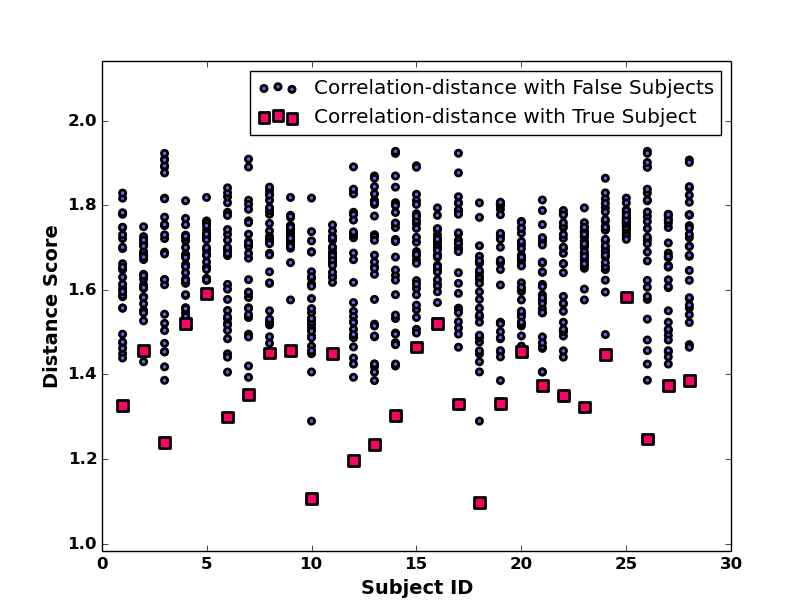 Correlation-distance with False Subjects
Correlation-distance with True Subject
2.0
1.8
1.6
1.4
1.2
1.0
Distance Score
0 5 10 15 20 25 30
Subject ID